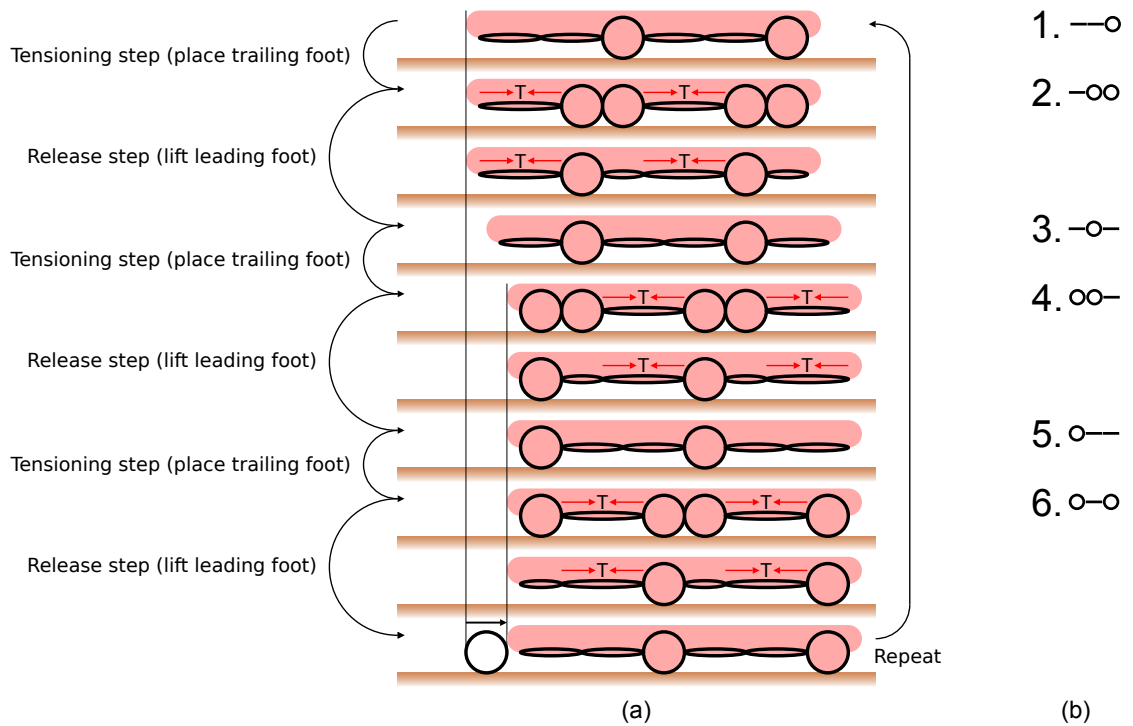 1. ––o
Tensioning step (place trailing foot)
T T
2. –oo
Release step (lift leading foot)
T T
3. –o–
Tensioning step (place trailing foot)
T T
4. oo–
Release step (lift leading foot)
T T
5. o––
Tensioning step (place trailing foot)
T T
6. o–o
Release step (lift leading foot)
T T
Repeat
(a) (b)